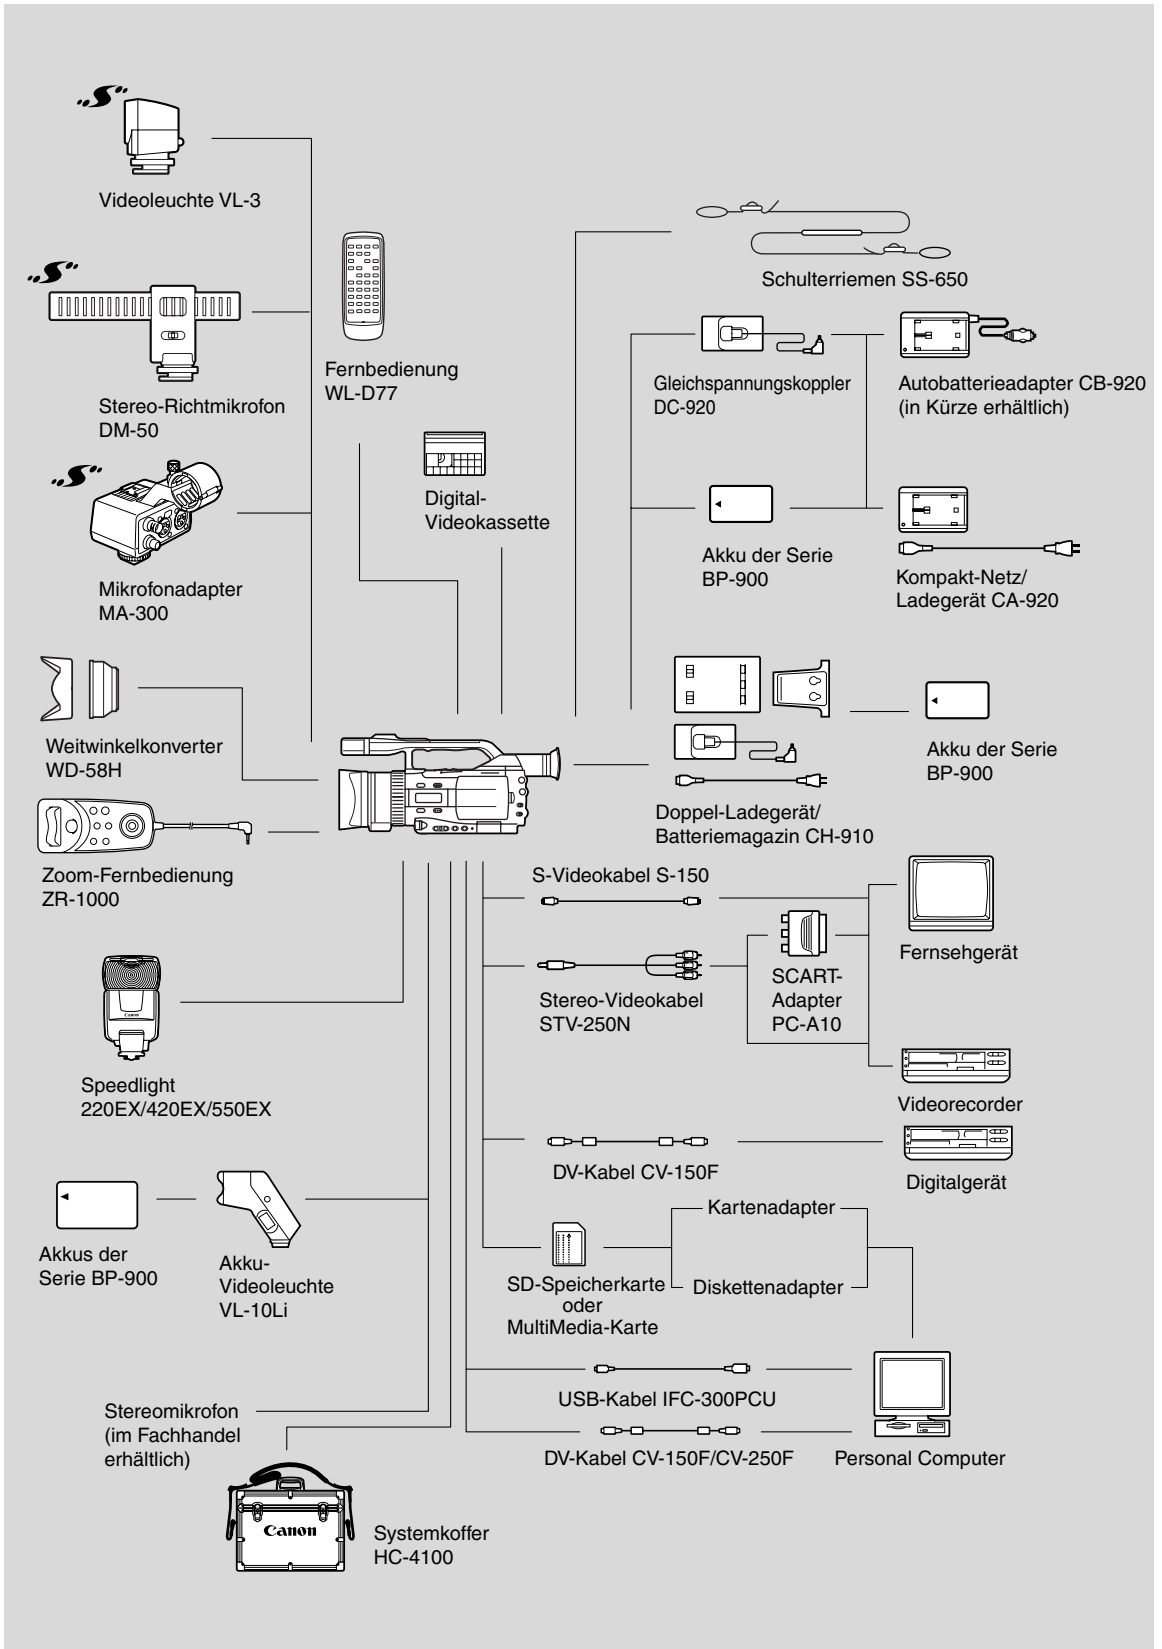 Videoleuchte VL-3
Schulterriemen SS-650
Fernbedienung
WL-D77
Stereo-Richtmikrofon
DM-50
Gleichspannungskoppler
DC-920
Autobatterieadapter CB-920
(in Kürze erhältlich)
Digital-
Videokassette
Mikrofonadapter
MA-300
Akku der Serie
BP-900
Kompakt-Netz/
Ladegerät CA-920
Weitwinkelkonverter
WD-58H
Akku der Serie
BP-900
Doppel-Ladegerät/
Batteriemagazin CH-910
Zoom-Fernbedienung
ZR-1000
S-Videokabel S-150
Fernsehgerät
Stereo-Videokabel
STV-250N
SCART-
Adapter
PC-A10
Canon
Speedlight
220EX/420EX/550EX
Videorecorder
DV-Kabel CV-150F
Digitalgerät
Akkus der
Serie BP-900
Akku-
Videoleuchte
VL-10Li
Kartenadapter
Diskettenadapter
SD-Speicherkarte
oder
MultiMedia-Karte
USB-Kabel IFC-300PCU
DV-Kabel CV-150F/CV-250F
Personal Computer
Stereomikrofon
(im Fachhandel
erhältlich)
Canon
Systemkoffer
HC-4100